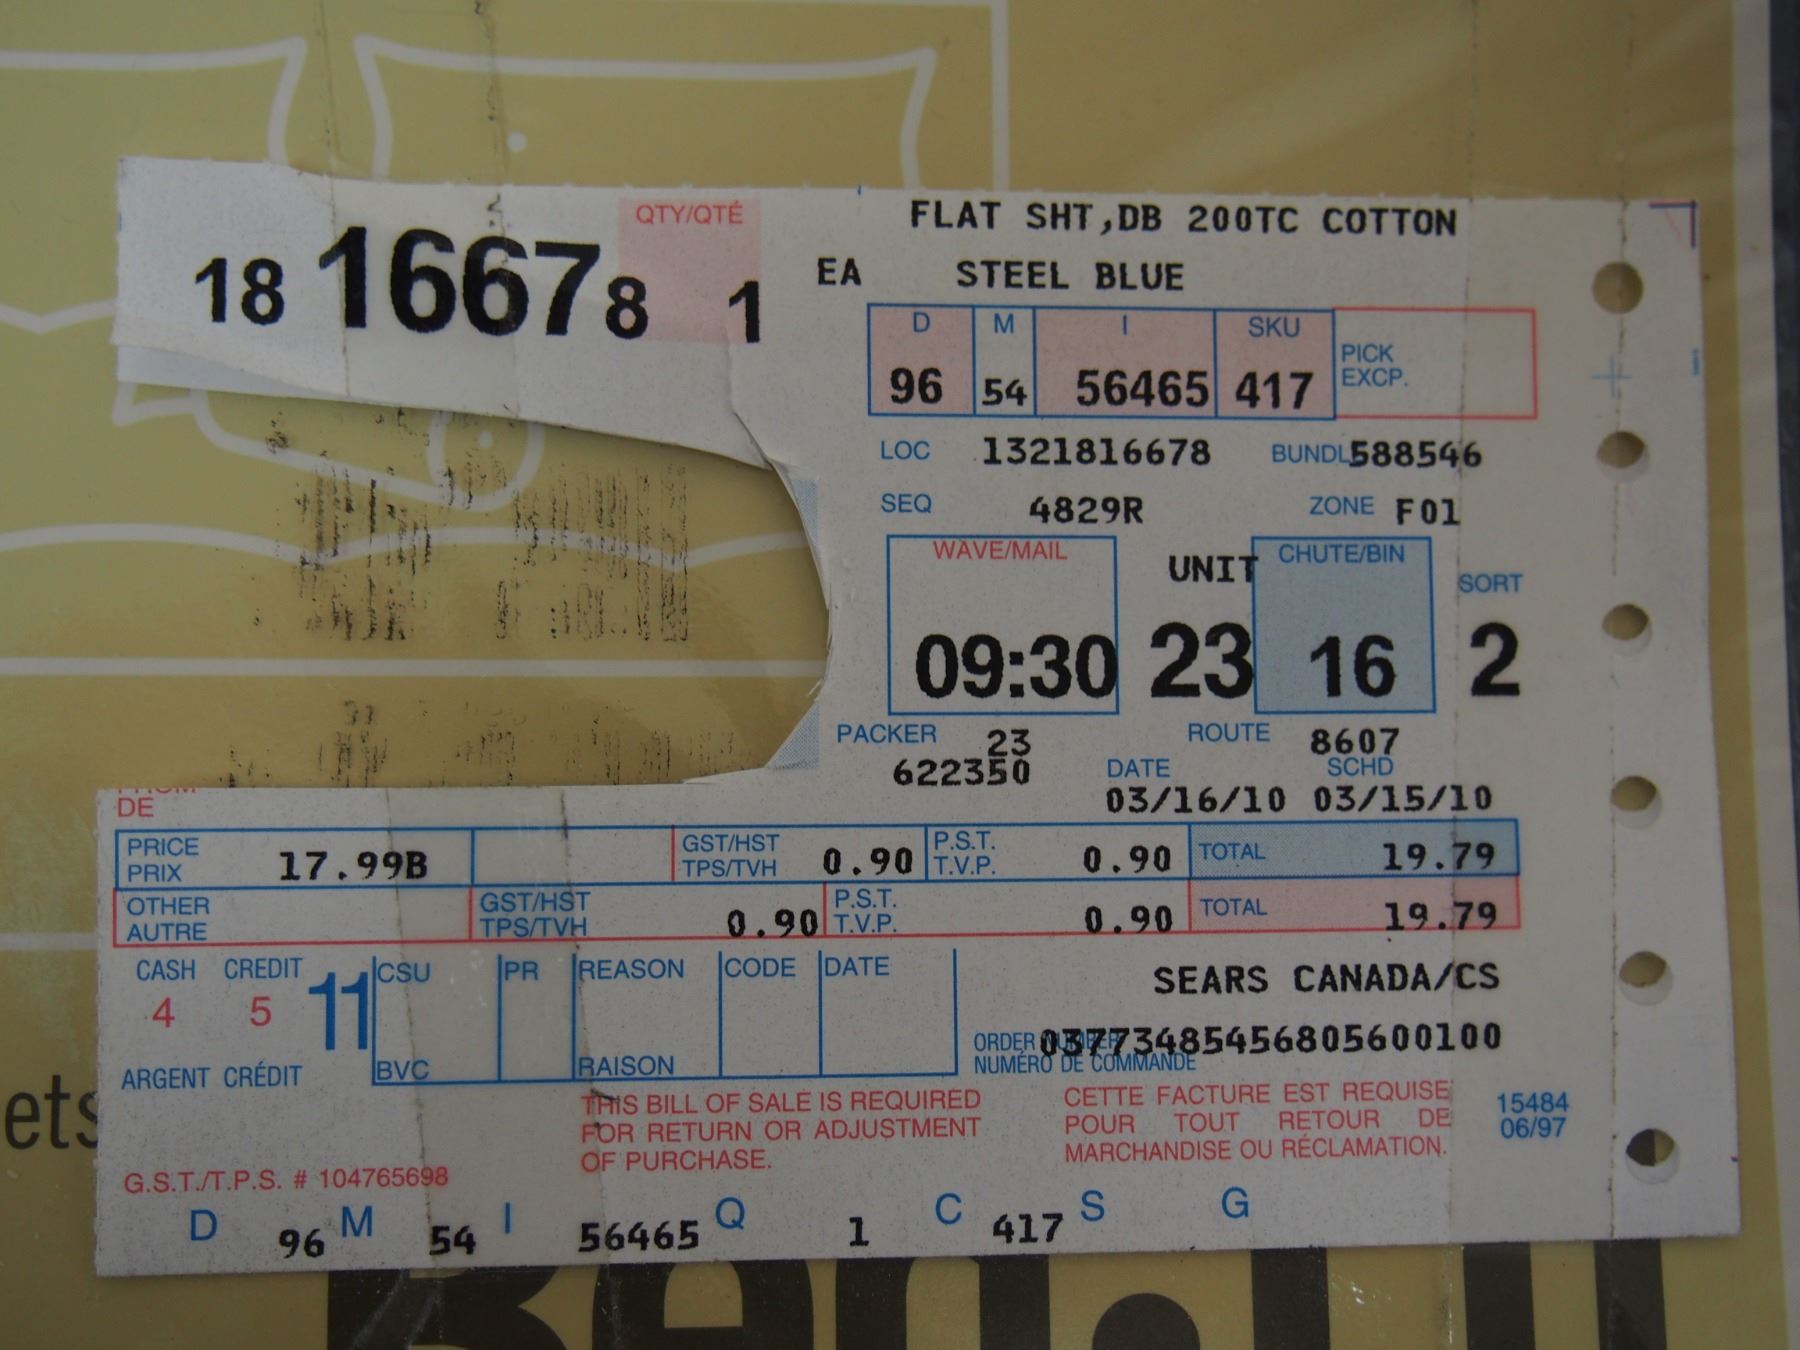 QTY/QTÉ
18 16678 1
FLAT SHT,DB 200TC COTTON
EA STEEL BLUE
D M I SKU
PICK
EXCP.
96 54 56465 417
LOC 1321816678 BUNDL588546
SEQ 4829R ZONE F01
WAVE/MAIL UNIT CHUTE/BIN SORT
09:30 23 16 2
PACKER 23 ROUTE 8607
622350 DATE SCHD
03/16/10 03/15/10
FROM
DE
PRICE GST/HST P.S.T. TOTAL
PRIX 17.99B TPS/TVH 0.90 T.V.P. 0.90 19.79
OTHER GST/HST P.S.T. TOTAL
AUTRE TPS/TVH 0.90 T.V.P. 0.90 19.79
CASH CREDIT 11 CSU PR REASON CODE DATE
4 5
ARGENT CRÉDIT BVC RAISON
SEARS CANADA/CS
ORDER NUMBER 03773485456805600100
NUMÉRO DE COMMANDE
THIS BILL OF SALE IS REQUIRED
FOR RETURN OR ADJUSTMENT
OF PURCHASE.
CETTE FACTURE EST REQUISE
POUR TOUT RETOUR DE
MARCHANDISE OU RÉCLAMATION.
15484
06/97
G.S.T./T.P.S. # 104765698
D 96 M 54 I 56465 Q 1 C 417 S G
ets